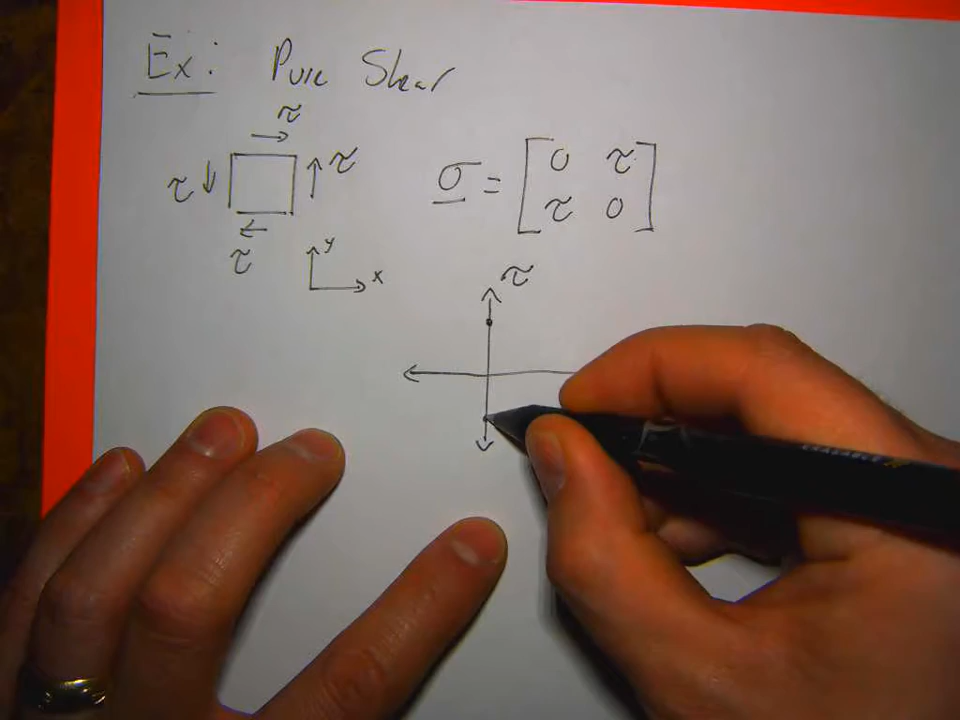 Ex: Pure Shear
τ
τ τ
τ
y
x
σ = [ 0 τ
τ 0 ]
τ